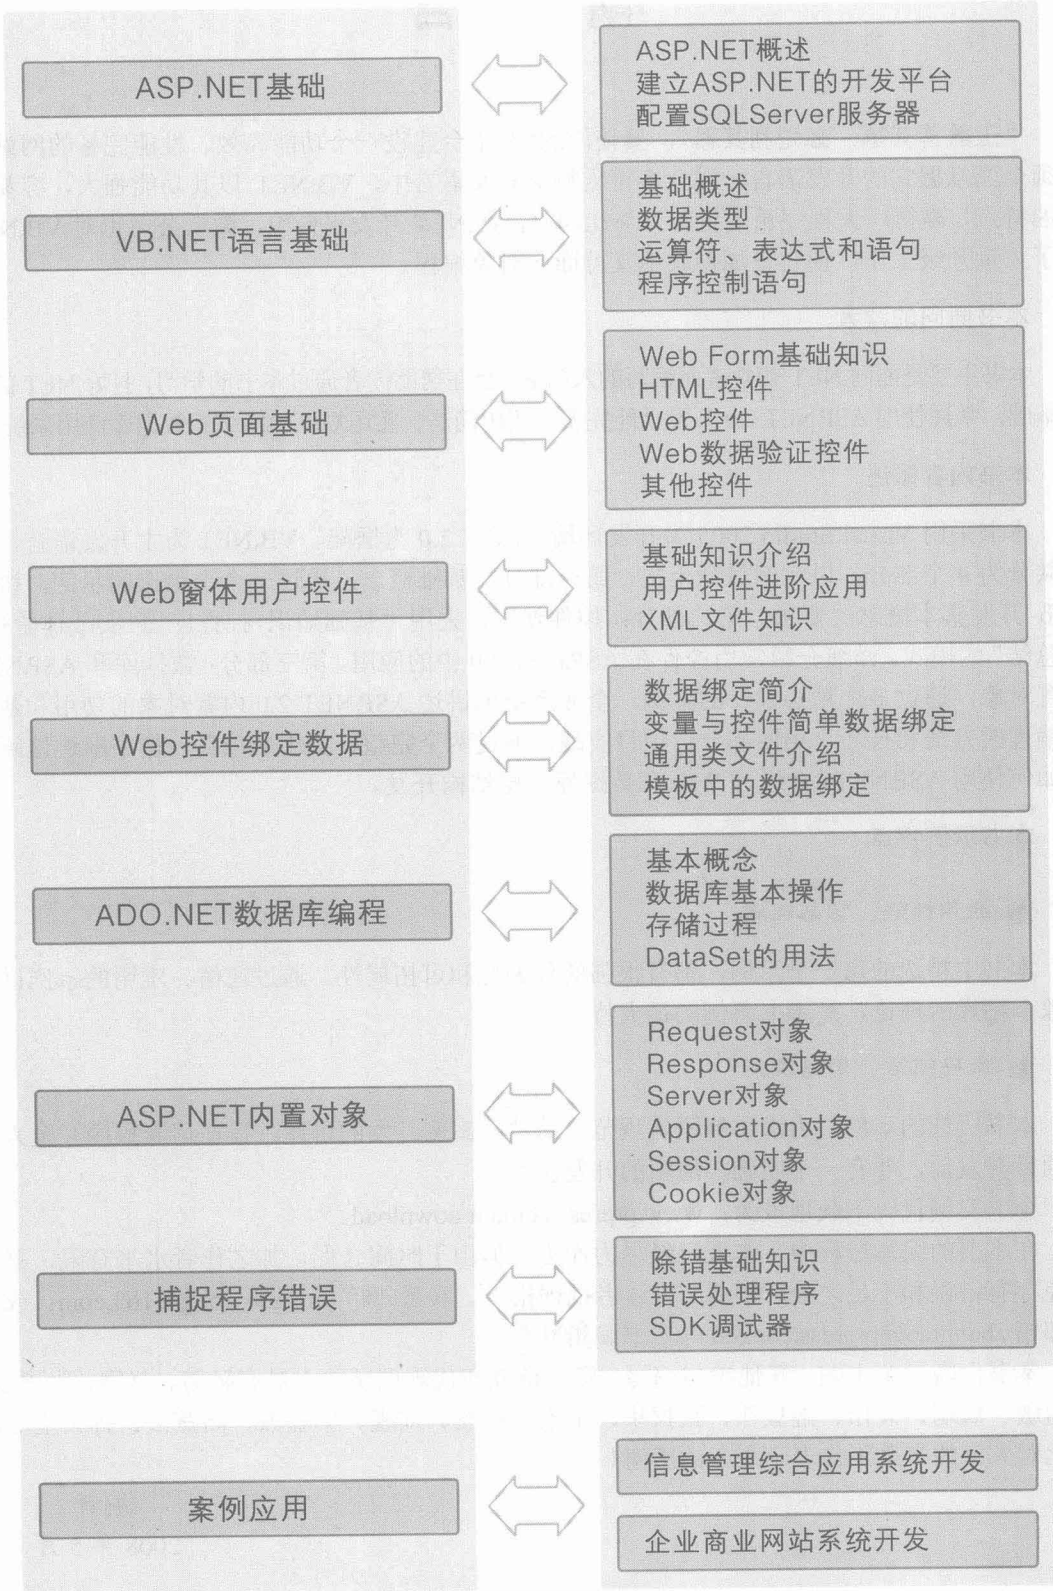 ASP.NET基础
ASP.NET概述
建立ASP.NET的开发平台
配置SQLServer服务器
VB.NET语言基础
基础概述
数据类型
运算符、表达式和语句
程序控制语句
Web页面基础
Web Form基础知识
HTML控件
Web控件
Web数据验证控件
其他控件
Web窗体用户控件
基础知识介绍
用户控件进阶应用
XML文件知识
Web控件绑定数据
数据绑定简介
变量与控件简单数据绑定
通用类文件介绍
模板中的数据绑定
ADO.NET数据库编程
基本概念
数据库基本操作
存储过程
DataSet的用法
ASP.NET内置对象
Request对象
Response对象
Server对象
Application对象
Session对象
Cookie对象
捕捉程序错误
除错基础知识
错误处理程序
SDK调试器
案例应用
信息管理综合应用系统开发
企业商业网站系统开发